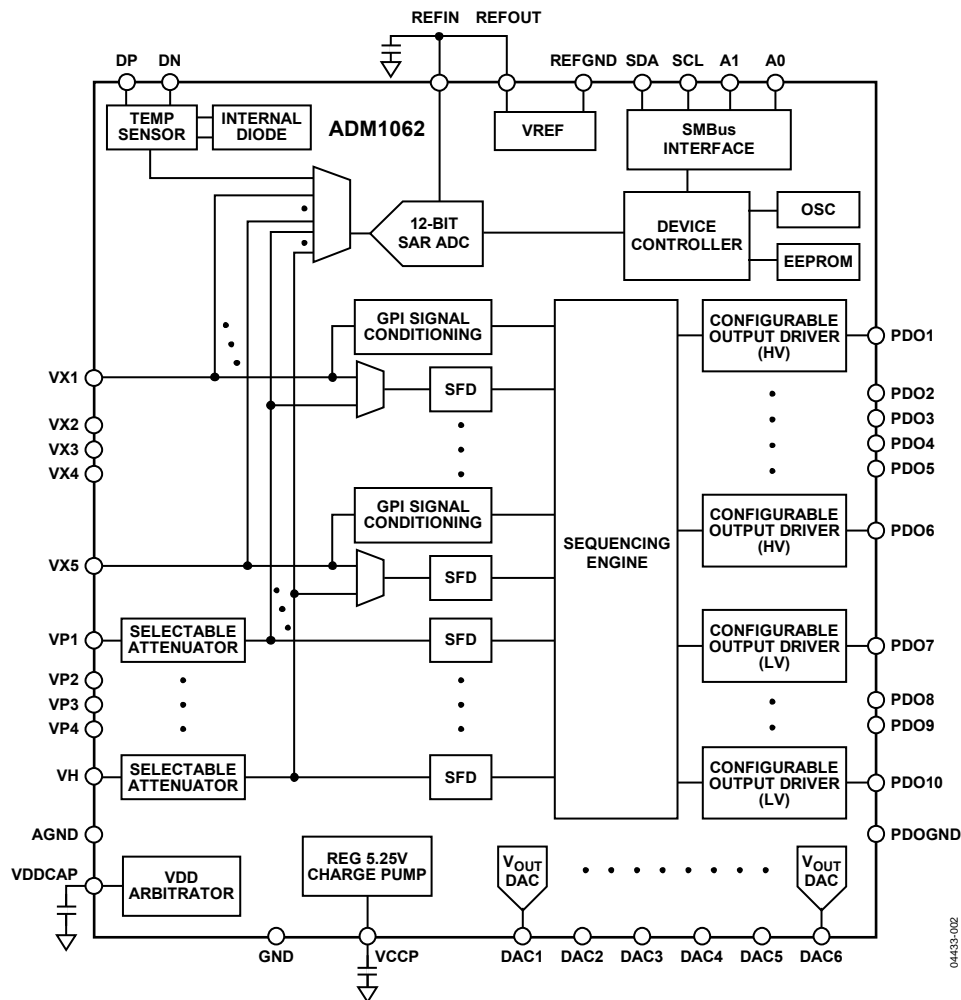 REFIN REFOUT
DP DN REFGND SDA SCL A1 A0
TEMP
SENSOR
INTERNAL
DIODE
ADM1062
VREF
SMBus
INTERFACE
12-BIT
SAR ADC
DEVICE
CONTROLLER
OSC
EEPROM
GPI SIGNAL
CONDITIONING
CONFIGURABLE
OUTPUT DRIVER
(HV)
PDO1
VX1
SFD
PDO2
VX2
PDO3
VX3
PDO4
VX4
PDO5
GPI SIGNAL
CONDITIONING
CONFIGURABLE
OUTPUT DRIVER
(HV)
PDO6
SEQUENCING
ENGINE
VX5
SFD
VP1
SELECTABLE
ATTENUATOR
SFD
CONFIGURABLE
OUTPUT DRIVER
(LV)
PDO7
VP2
VP3
VP4
PDO8
PDO9
VH
SELECTABLE
ATTENUATOR
SFD
CONFIGURABLE
OUTPUT DRIVER
(LV)
PDO10
AGND
PDOGND
VDDCAP
VDD
ARBITRATOR
REG 5.25V
CHARGE PUMP
VOUT
DAC
VOUT
DAC
GND VCCP DAC1 DAC2 DAC3 DAC4 DAC5 DAC6
04433-002